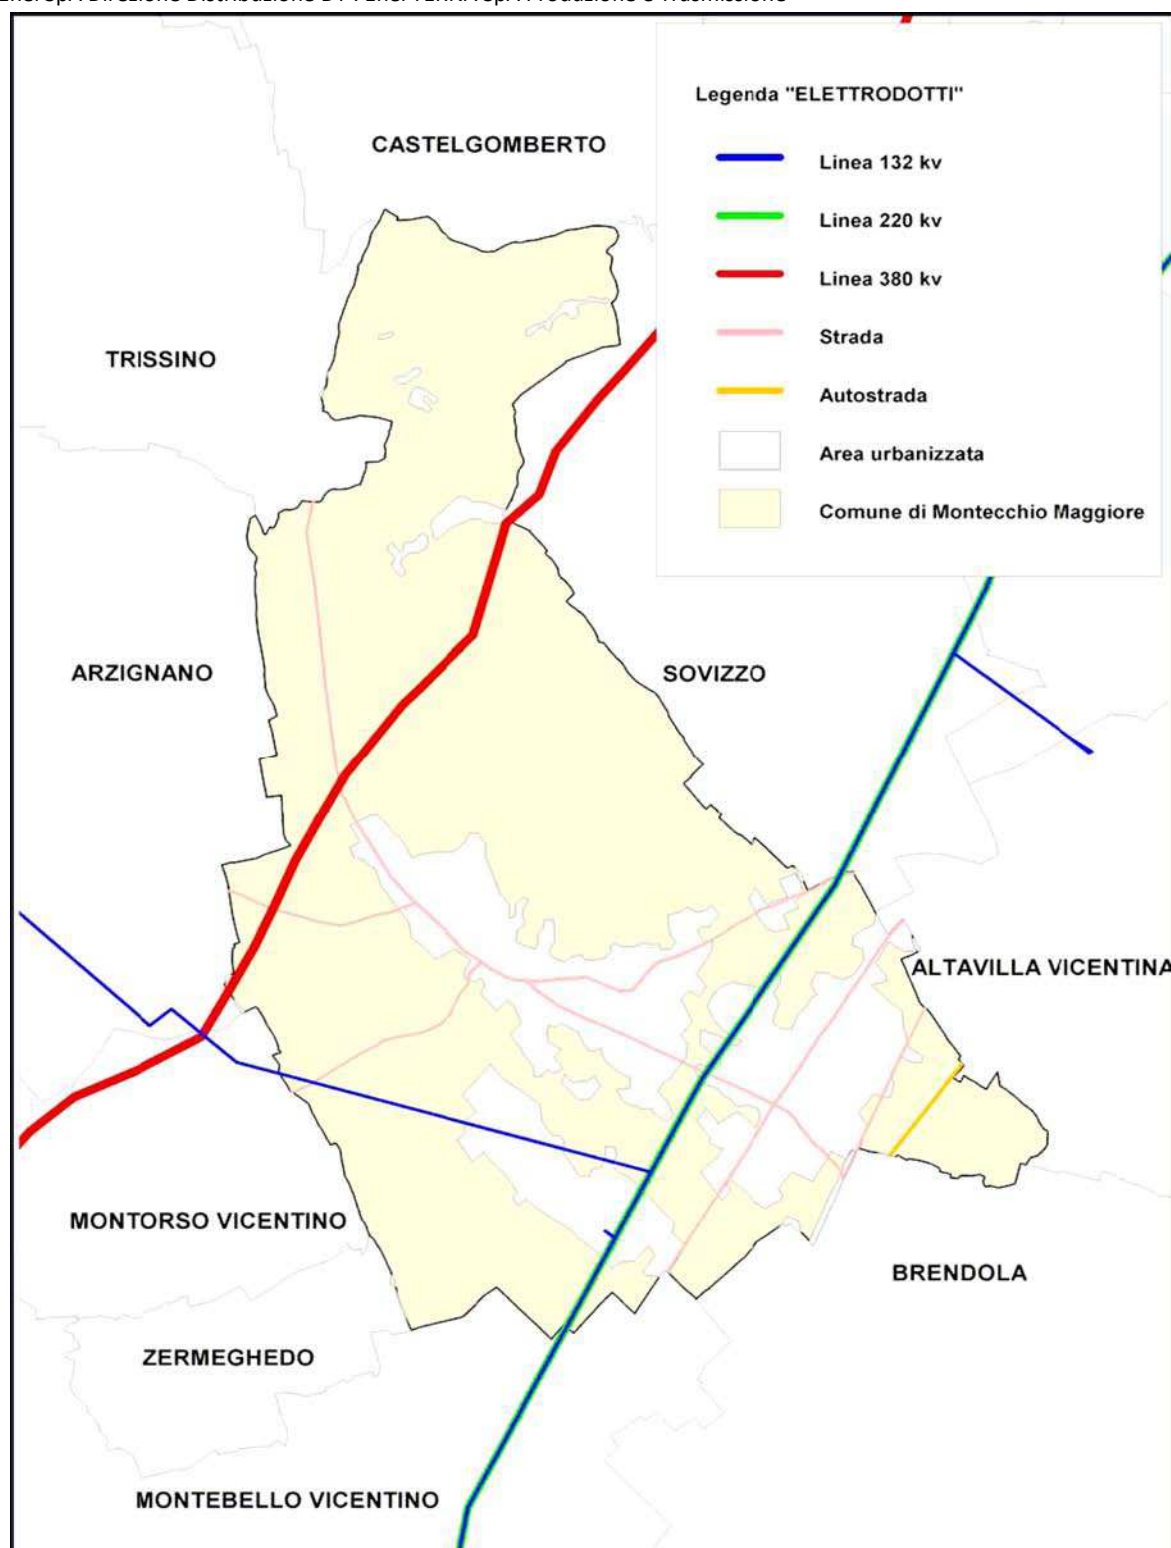 Legenda "ELETTRODOTTI"
CASTELGOMBERTO
Linea 132 kv
Linea 220 kv
Linea 380 kv
Strada
TRISSINO
Autostrada
Area urbanizzata
Comune di Montecchio Maggiore
ARZIGNANO
SOVIZZO
ALTAVILLA VICENTINA
MONTORSO VICENTINO
BRENDOLA
ZERMEGHEDO
MONTEBELLO VICENTINO